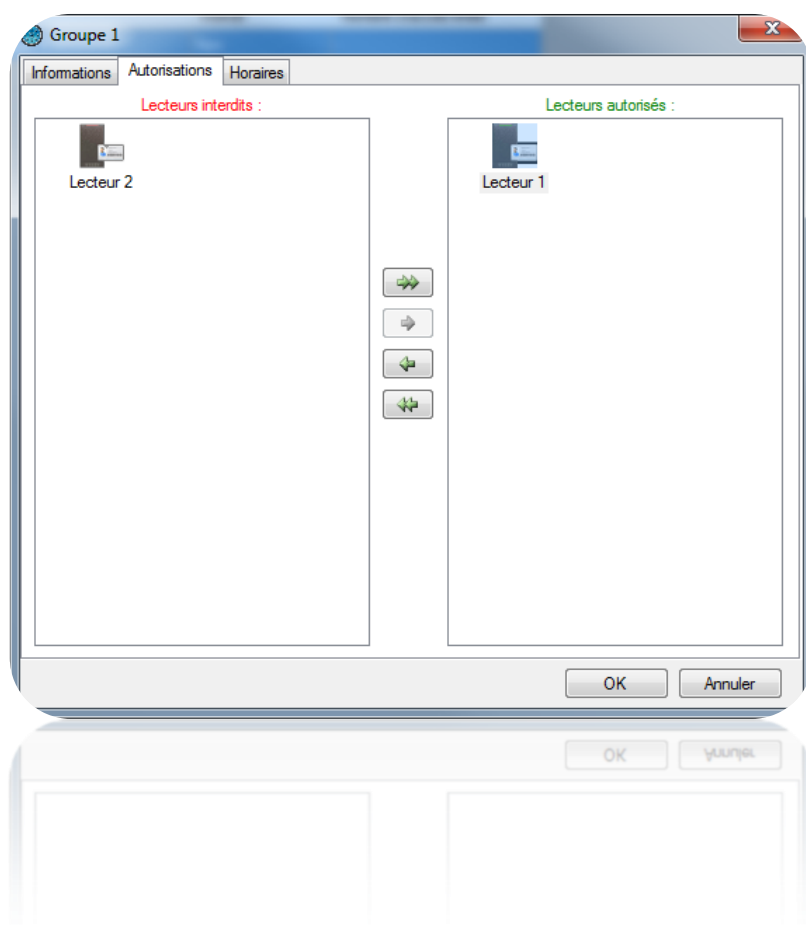 Groupe 1
Informations Autorisations Horaires
Lecteurs interdits : Lecteurs autorisés :
Lecteur 2 Lecteur 1
OK Annuler